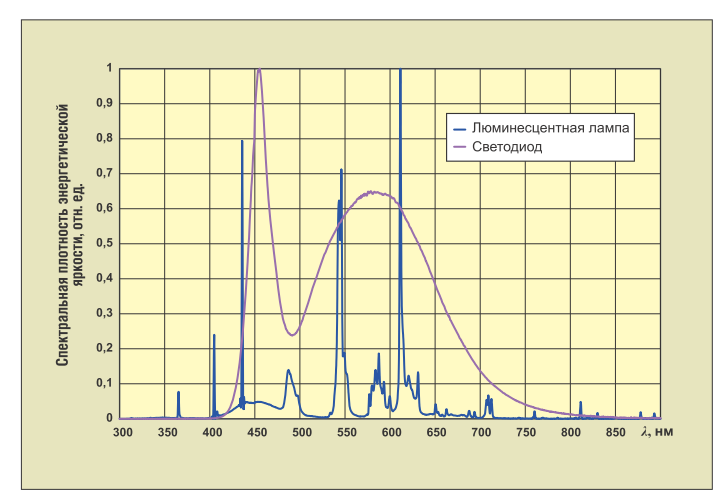 Спектральная плотность энергетической
яркости, отн. ед.
1
0,9
0,8
0,7
0,6
0,5
0,4
0,3
0,2
0,1
0
Люминесцентная лампа
Светодиод
300 350 400 450 500 550 600 650 700 750 800 850 λ, нм